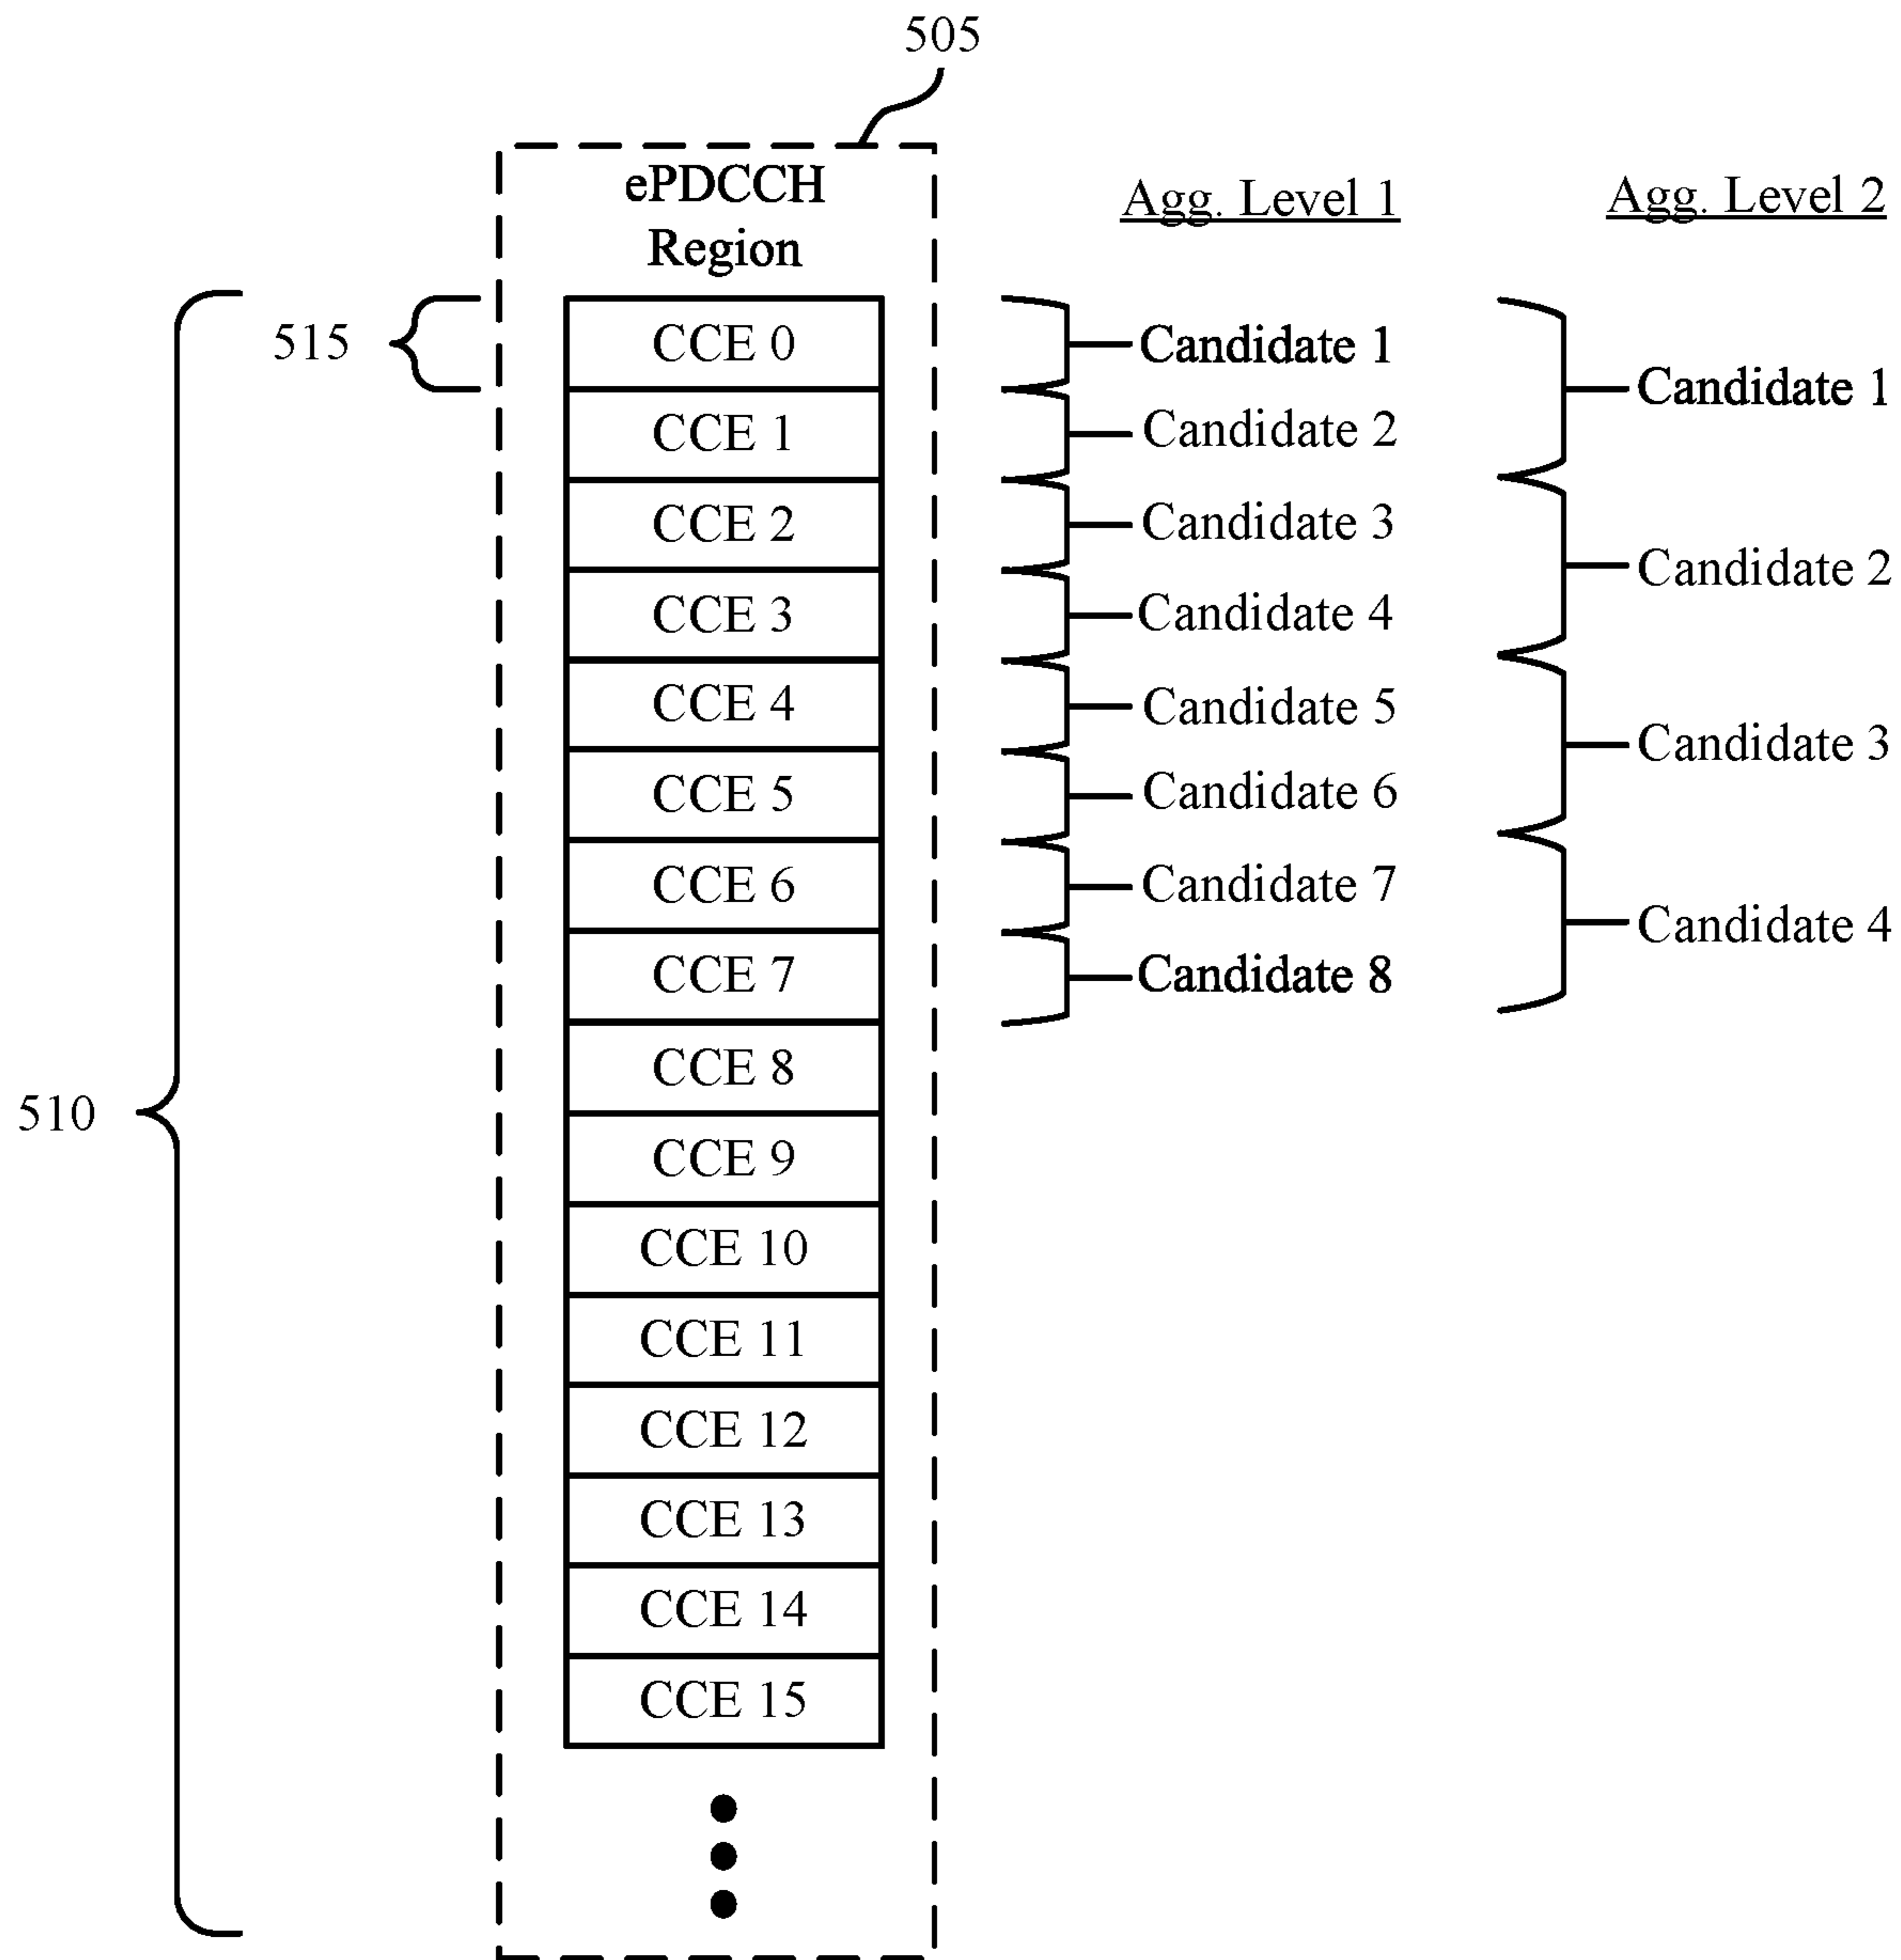 505
ePDCCH
Region
Agg. Level 1
Agg. Level 2
515
510
CCE 0
CCE 1
CCE 2
CCE 3
CCE 4
CCE 5
CCE 6
CCE 7
CCE 8
CCE 9
CCE 10
CCE 11
CCE 12
CCE 13
CCE 14
CCE 15
Candidate 1
Candidate 2
Candidate 3
Candidate 4
Candidate 5
Candidate 6
Candidate 7
Candidate 8
Candidate 1
Candidate 2
Candidate 3
Candidate 4